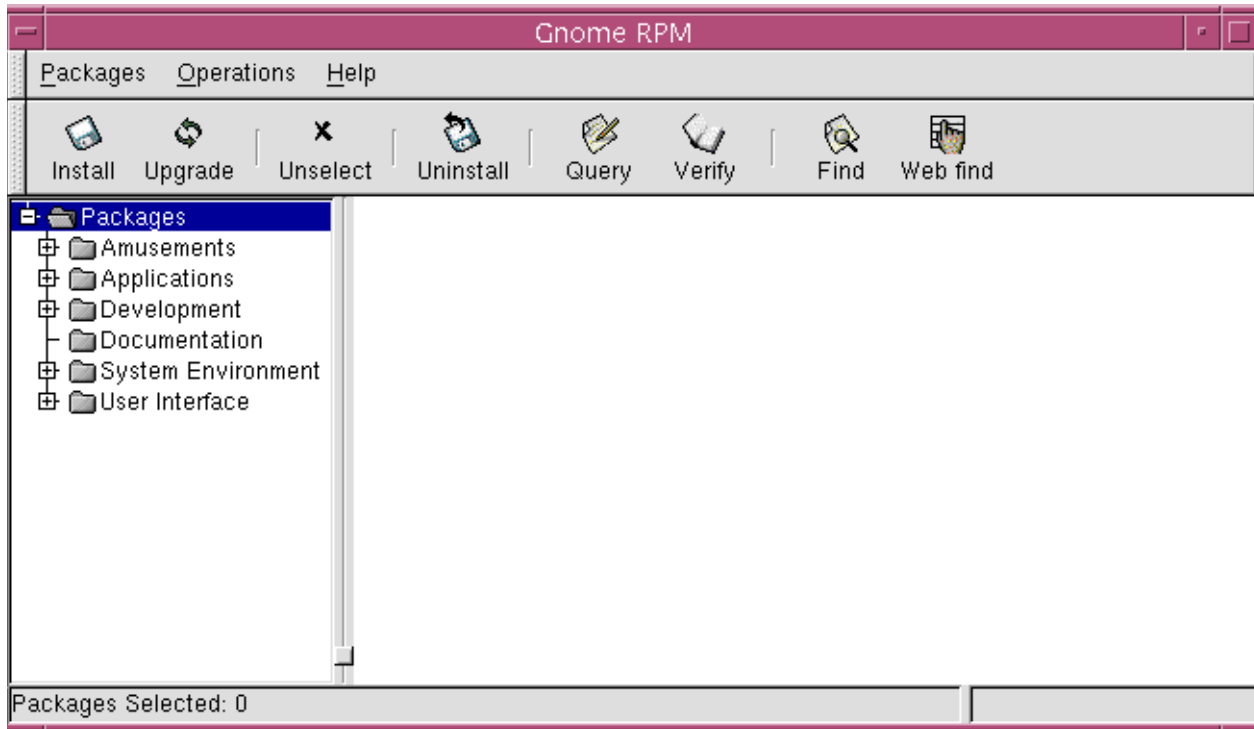 Gnome RPM
Packages Operations Help
Install Upgrade Unselect Uninstall Query Verify Find Web find
Packages
Amusements
Applications
Development
Documentation
System Environment
User Interface
Packages Selected: 0